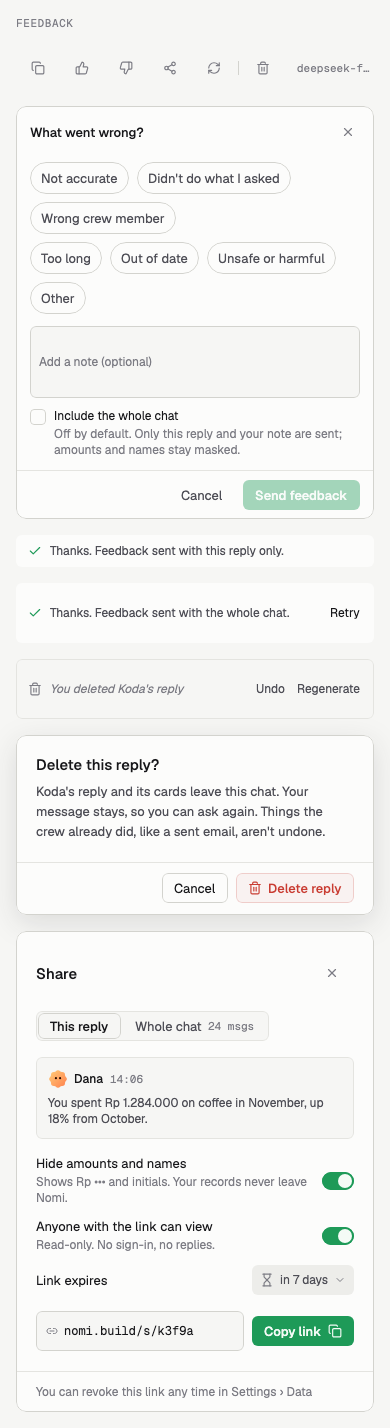 FEEDBACK
deepseek-f…
What went wrong?
Not accurate
Didn't do what I asked
Wrong crew member
Too long
Out of date
Unsafe or harmful
Other
Add a note (optional)
Include the whole chat
Off by default. Only this reply and your note are sent;
amounts and names stay masked.
Cancel
Send feedback
Thanks. Feedback sent with this reply only.
Thanks. Feedback sent with the whole chat.
Retry
You deleted Koda's reply
Undo
Regenerate
Delete this reply?
Koda's reply and its cards leave this chat. Your
message stays, so you can ask again. Things the
crew already did, like a sent email, aren't undone.
Cancel
Delete reply
Share
This reply
Whole chat 24 msgs
Dana 14:06
You spent Rp 1.284.000 on coffee in November, up
18% from October.
Hide amounts and names
Shows Rp ••• and initials. Your records never leave
Nomi.
Anyone with the link can view
Read-only. No sign-in, no replies.
Link expires
in 7 days
nomi.build/s/k3f9a
Copy link
You can revoke this link any time in Settings › Data